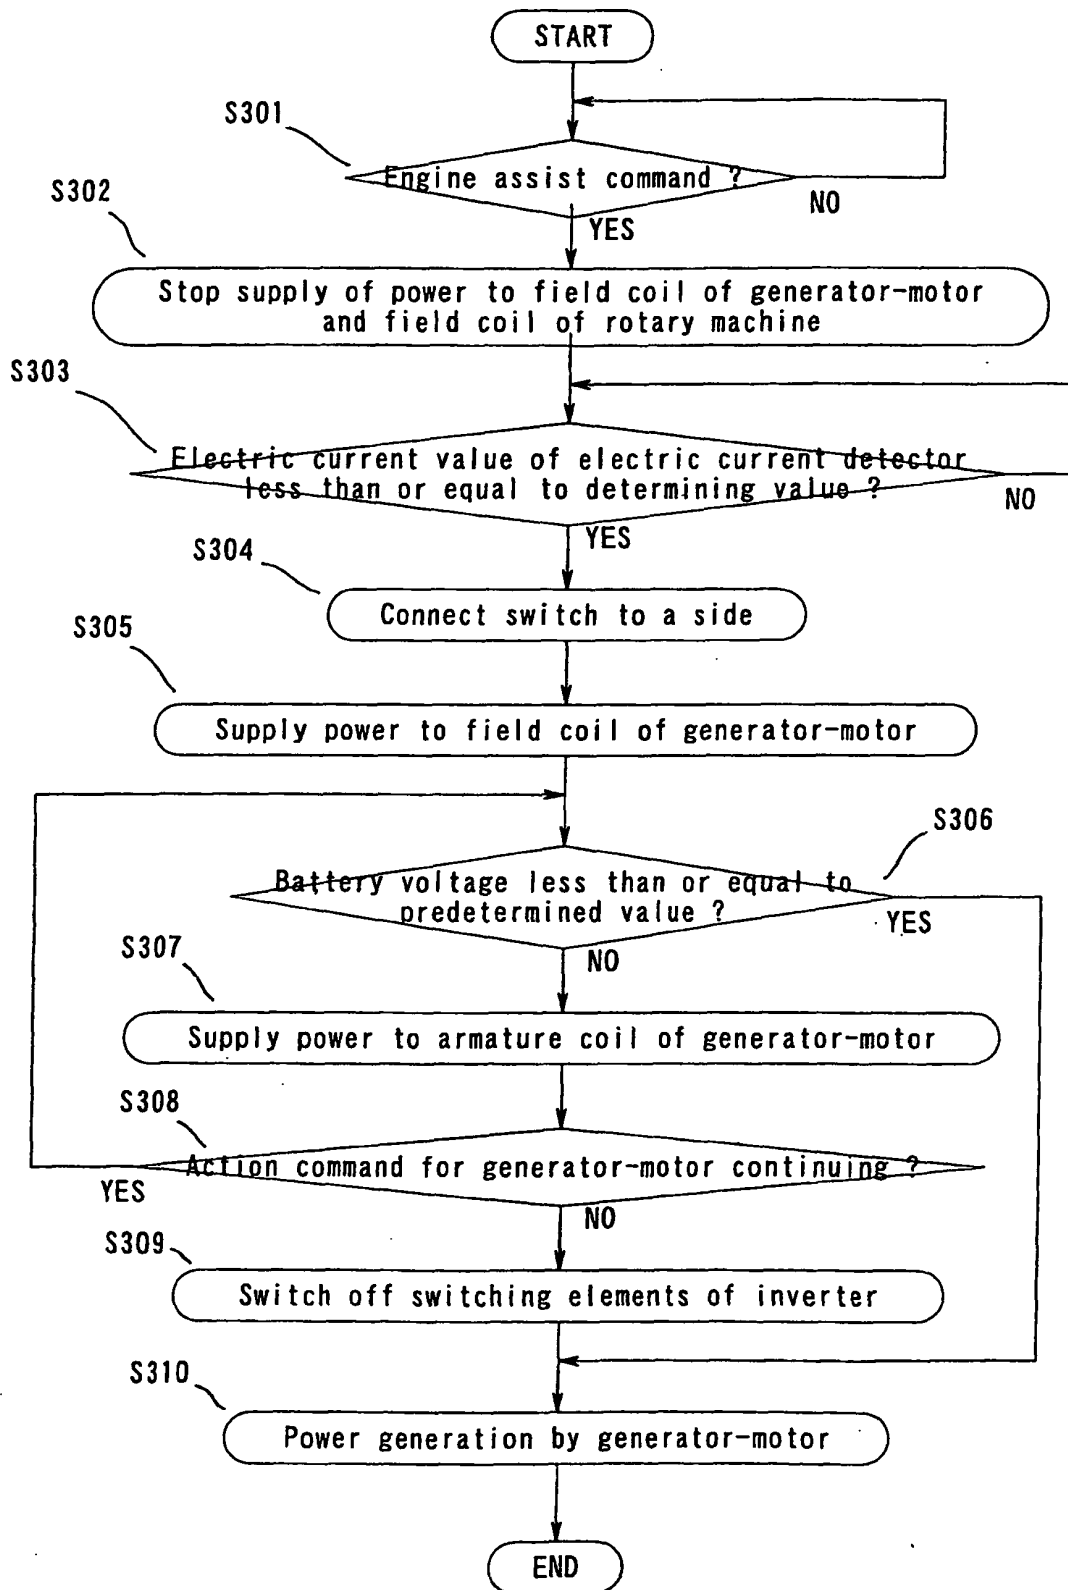 START
S301
Engine assist command ?
NO
YES
S302
Stop supply of power to field coil of generator-motor
and field coil of rotary machine
S303
Electric current value of electric current detector
less than or equal to determining value ?
NO
YES
S304
Connect switch to a side
S305
Supply power to field coil of generator-motor
S306
Battery voltage less than or equal to
predetermined value ?
YES
NO
S307
Supply power to armature coil of generator-motor
S308
Action command for generator-motor continuing ?
YES
NO
S309
Switch off switching elements of inverter
S310
Power generation by generator-motor
END